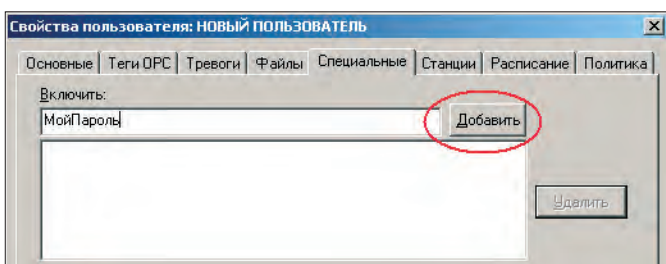 Свойства пользователя: НОВЫЙ ПОЛЬЗОВАТЕЛЬ
Основные Теги OPC Тревоги Файлы Специальные Станции Расписание Политика
Включить:
МойПароль Добавить
Удалить